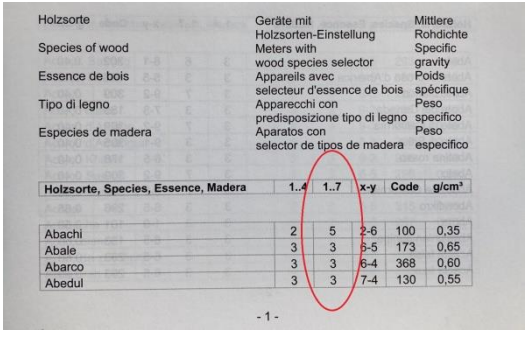 Holzsorte Geräte mit Mittlere
Holzsorten-Einstellung Rohdichte
Species of wood Meters with Specific
wood species selector gravity
Essence de bois Appareils avec Poids
selecteur d'essence de bois spécifique
Tipo di legno Apparecchi con Peso
predisposizione tipo di legno specifico
Especies de madera Aparatos con Peso
selector de tipos de madera especifico
Holzsorte, Species, Essence, Madera 1..4 1..7 x-y Code g/cm³
Abachi 2 5 2-6 100 0,35
Abale 3 3 6-5 173 0,65
Abarco 3 3 6-4 368 0,60
Abedul 3 3 7-4 130 0,55
- 1 -